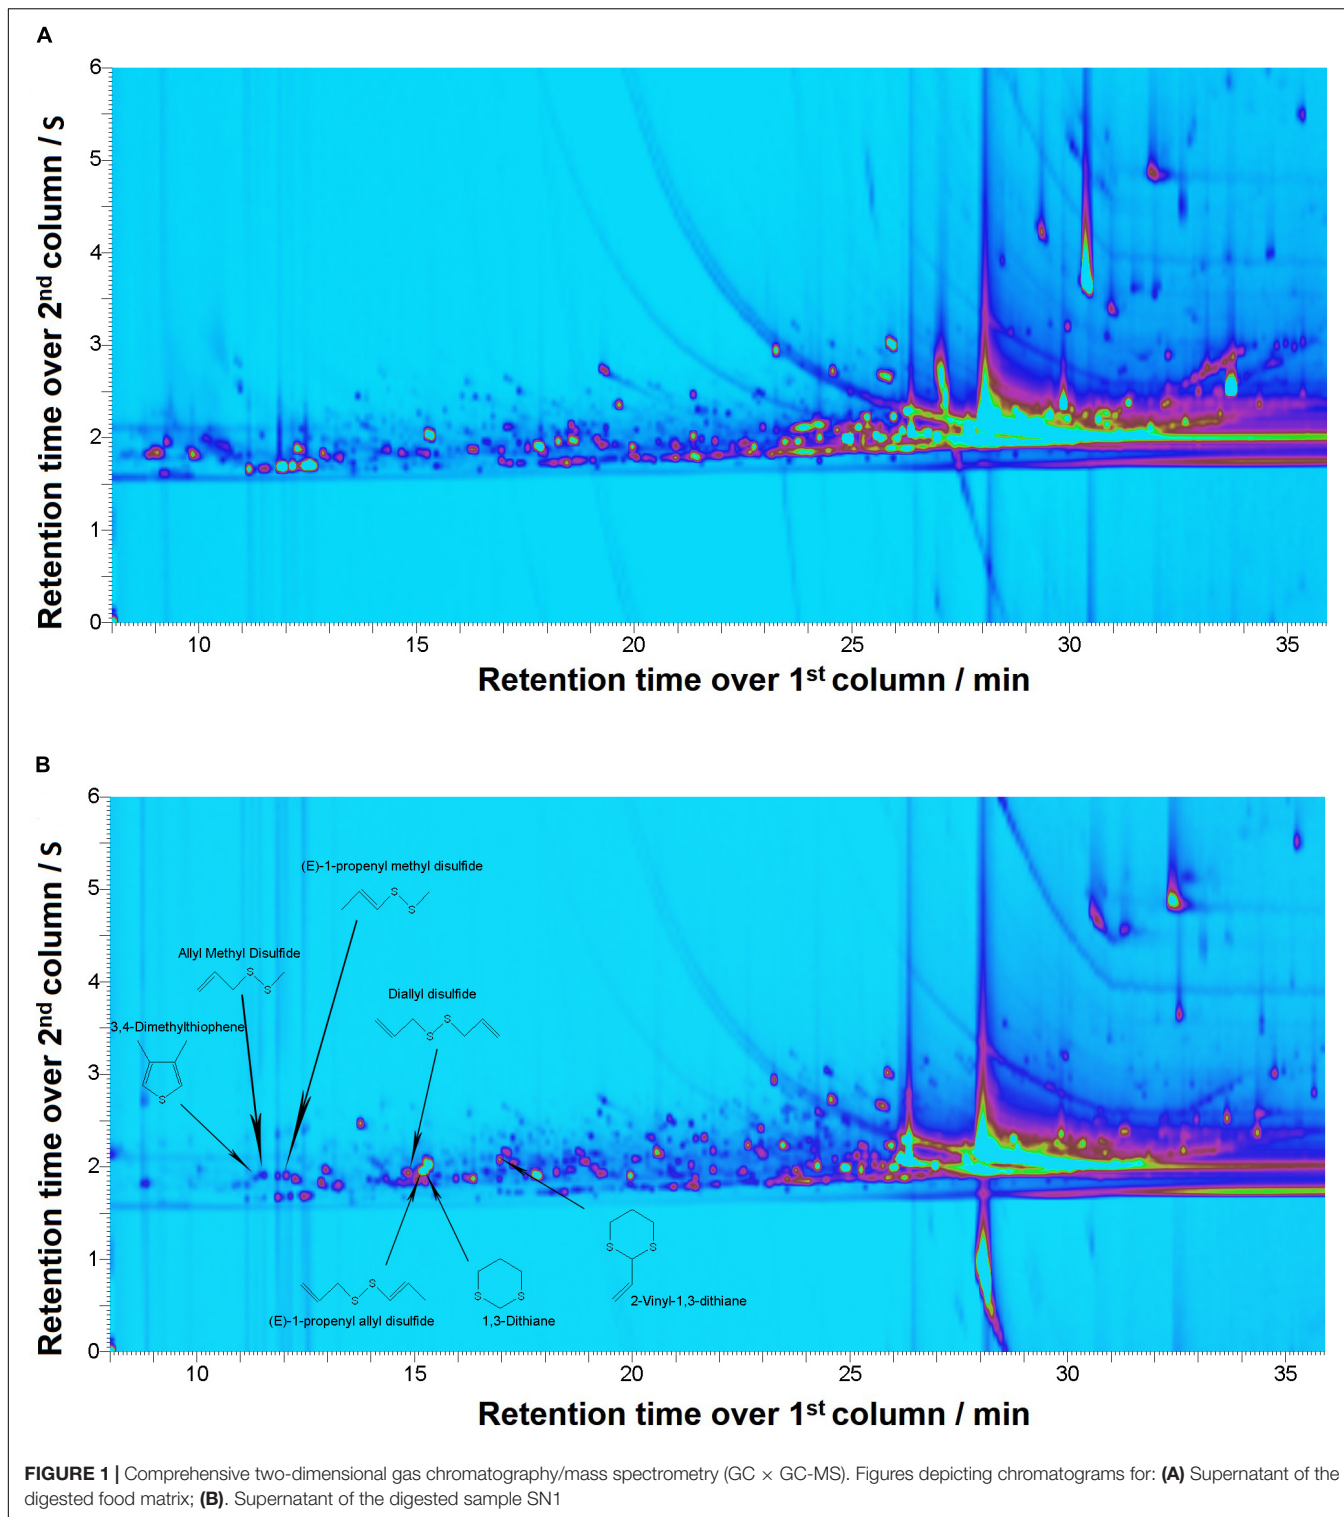 A
6
5
4
3
2
1
0
Retention time over 2nd column / s
10 15 20 25 30 35
Retention time over 1st column / min
B
6
5
4
3
2
1
0
Retention time over 2nd column / s
(E)-1-propenyl methyl disulfide
S
S
Allyl Methyl Disulfide
S
S
Diallyl disulfide
S
S
3,4-Dimethylthiophene
S
S
S
(E)-1-propenyl allyl disulfide
S S
1,3-Dithiane
S S
2-Vinyl-1,3-dithiane
10 15 20 25 30 35
Retention time over 1st column / min
FIGURE 1 | Comprehensive two-dimensional gas chromatography/mass spectrometry (GC × GC-MS). Figures depicting chromatograms for: (A) Supernatant of the
digested food matrix; (B). Supernatant of the digested sample SN1